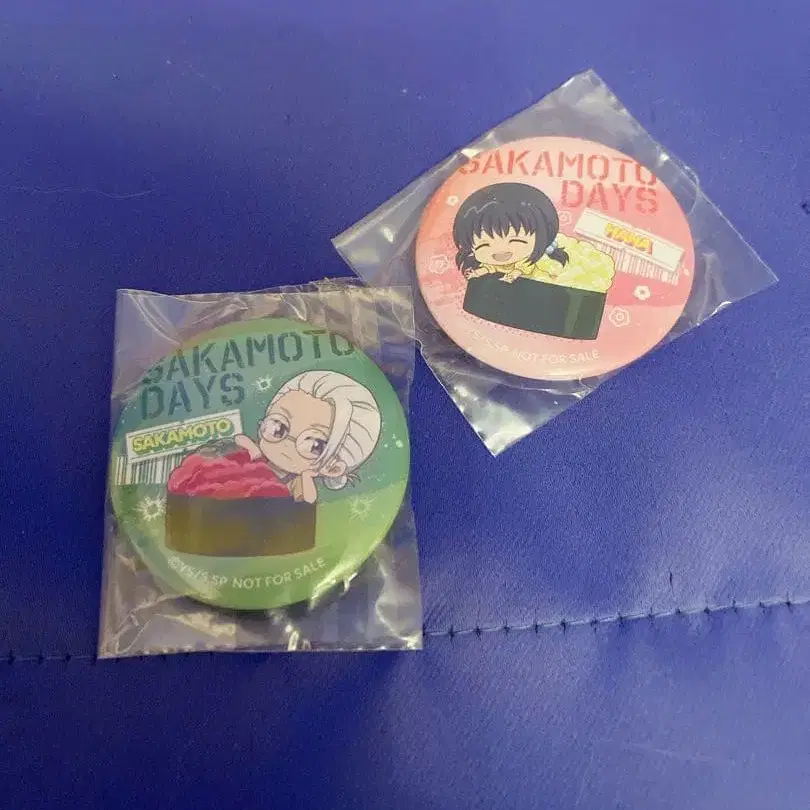 SAKAMOTO
DAYS
HANA
©YS/S,SP NOT FOR SALE
SAKAMOTO
DAYS
SAKAMOTO
©YS/S,SP NOT FOR SALE